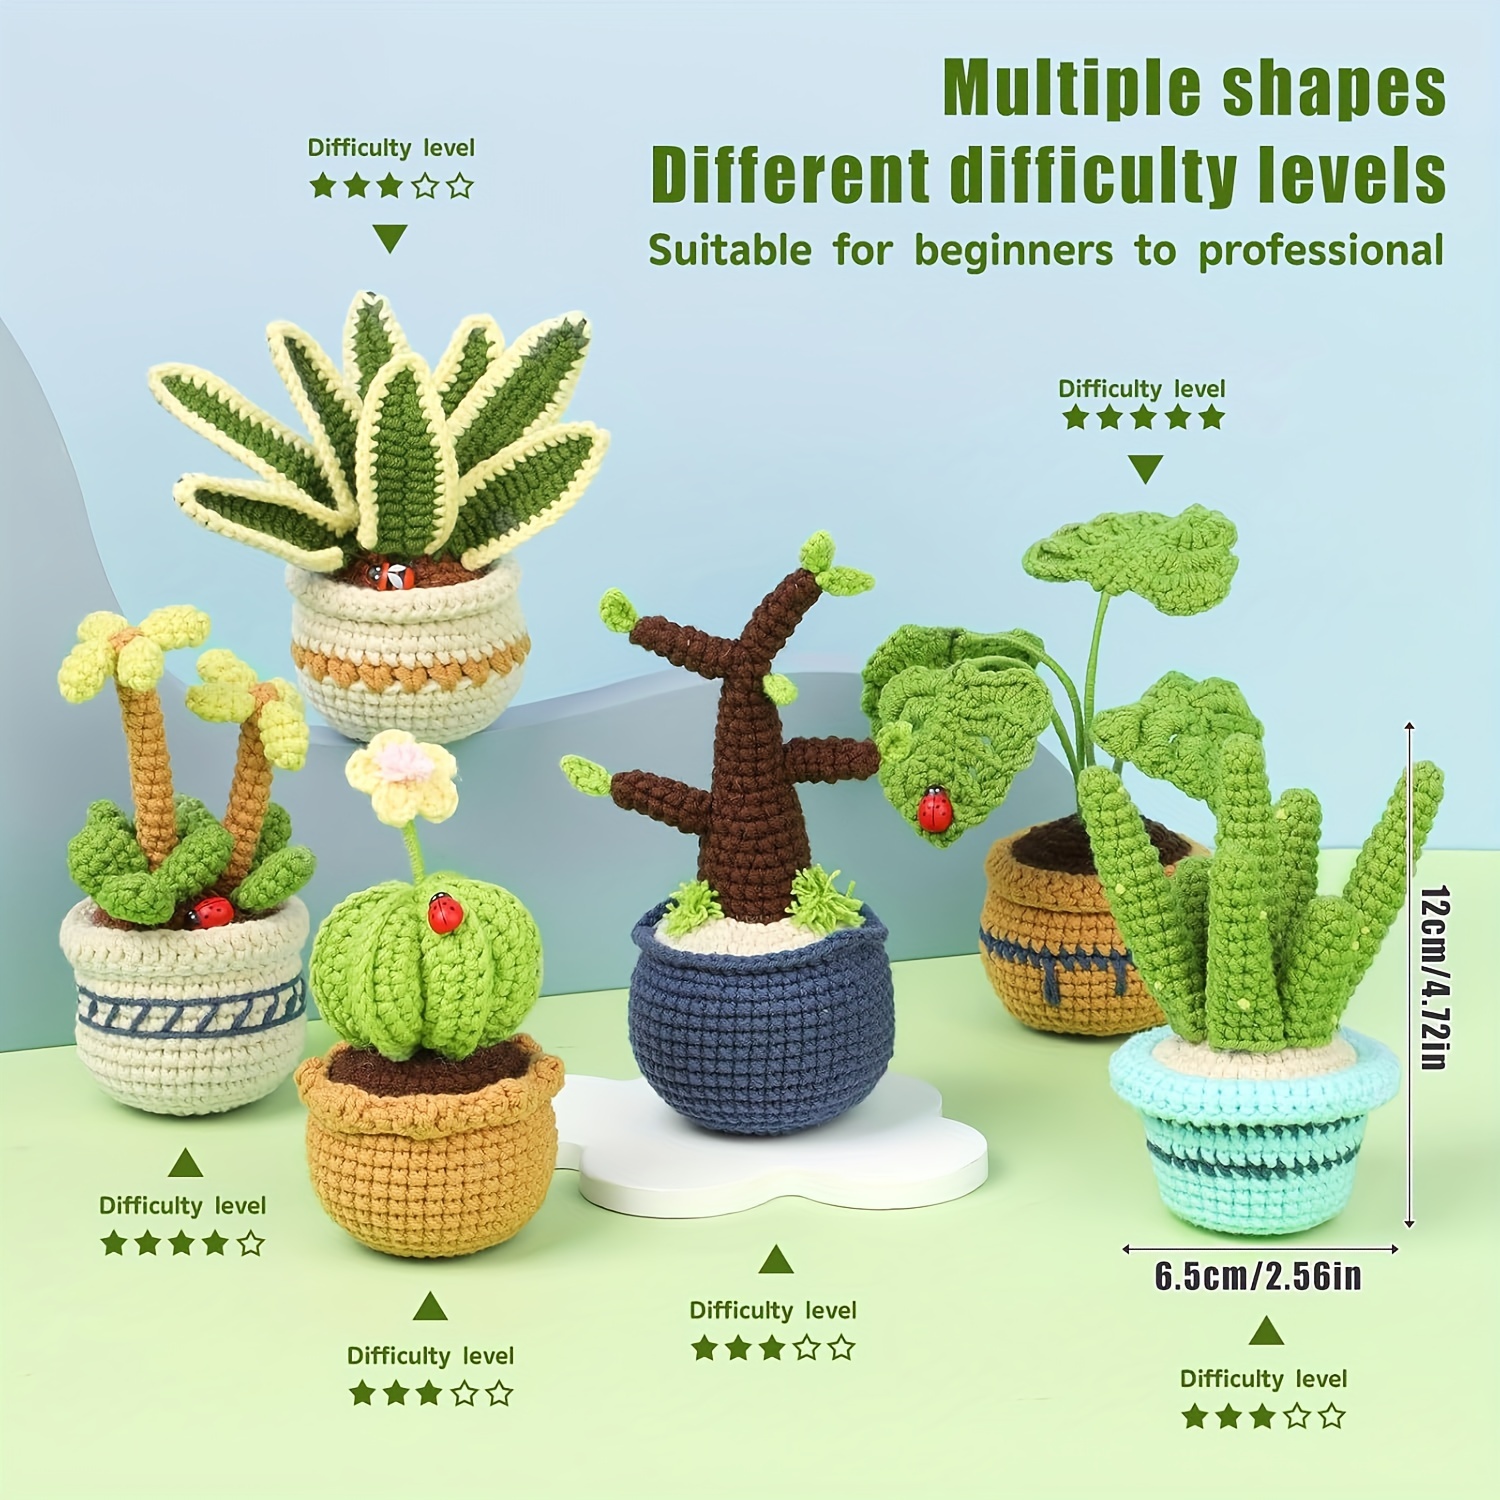 Multiple shapes
Different difficulty levels
Suitable for beginners to professional
Difficulty level
Difficulty level
12cm/4.72in
6.5cm/2.56in
Difficulty level
Difficulty level
Difficulty level
Difficulty level